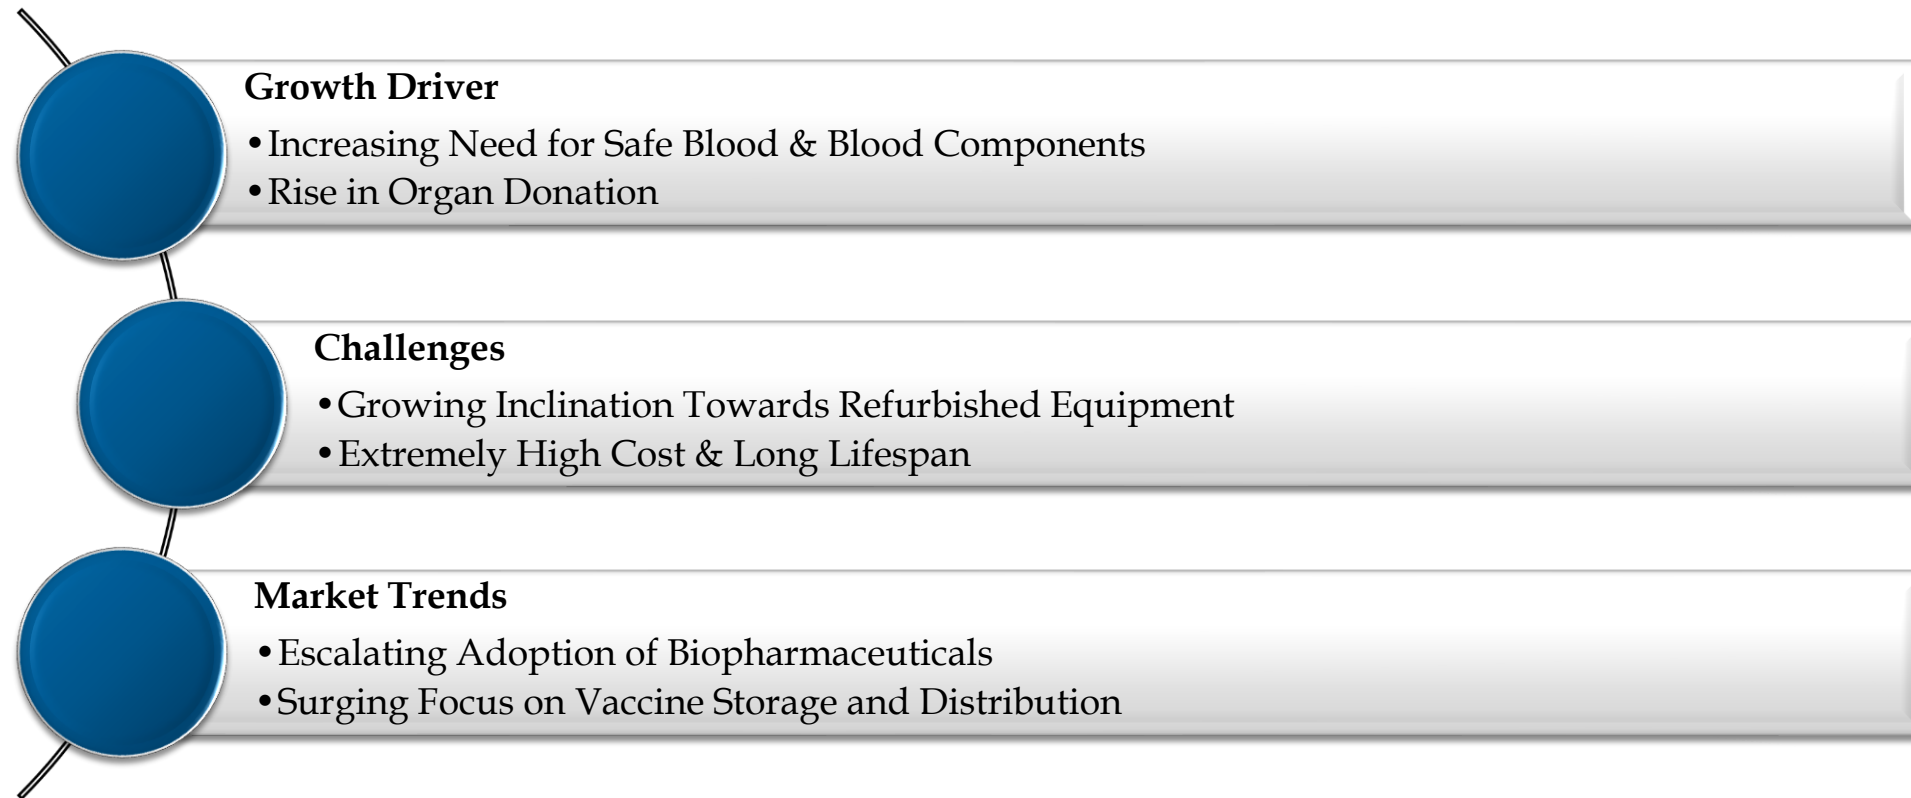 Growth Driver
•Increasing Need for Safe Blood & Blood Components
•Rise in Organ Donation
Challenges
•Growing Inclination Towards Refurbished Equipment
•Extremely High Cost & Long Lifespan
Market Trends
•Escalating Adoption of Biopharmaceuticals
•Surging Focus on Vaccine Storage and Distribution